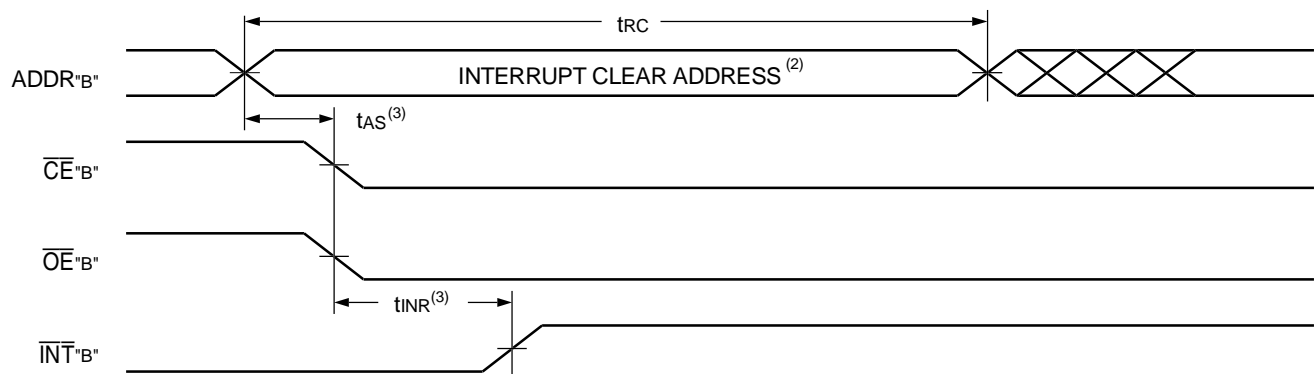 tRC
ADDR"B"
INTERRUPT CLEAR ADDRESS (2)
tAS(3)
CE"B"
OE"B"
tINR(3)
INT"B"